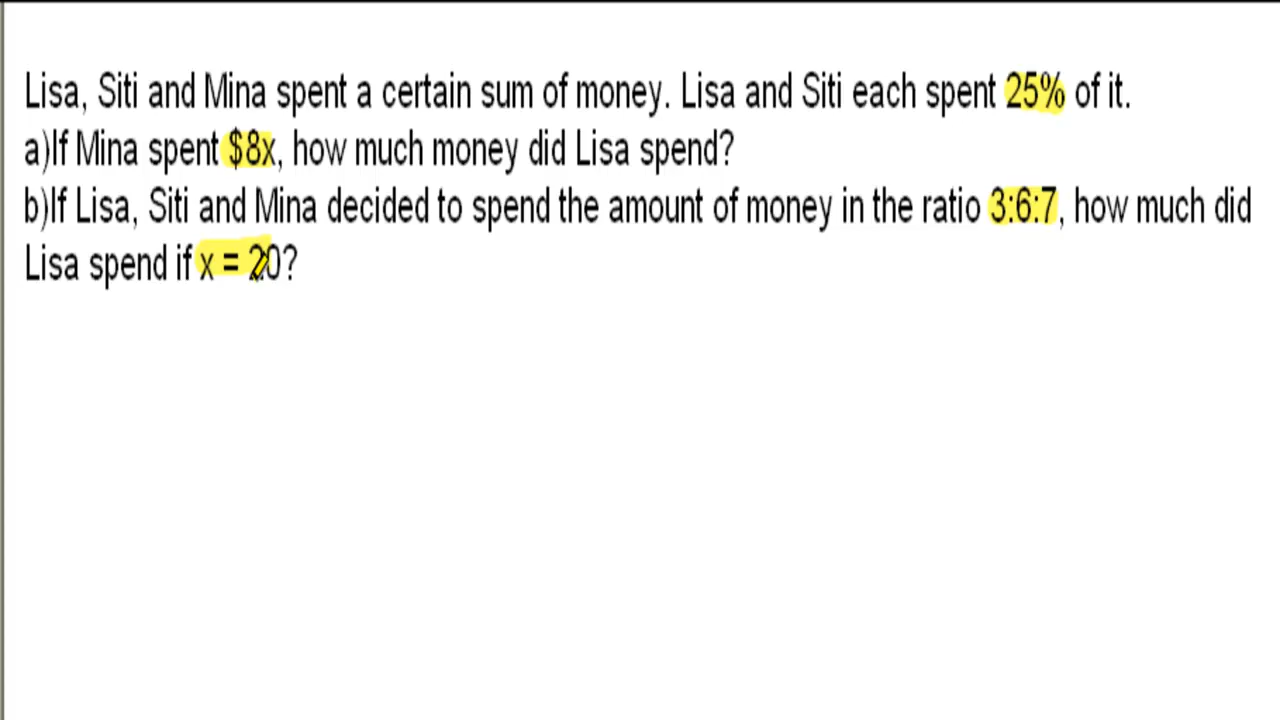 Lisa, Siti and Mina spent a certain sum of money. Lisa and Siti each spent 25% of it.
a)If Mina spent $8x, how much money did Lisa spend?
b)If Lisa, Siti and Mina decided to spend the amount of money in the ratio 3:6:7, how much did
Lisa spend if x = 20?